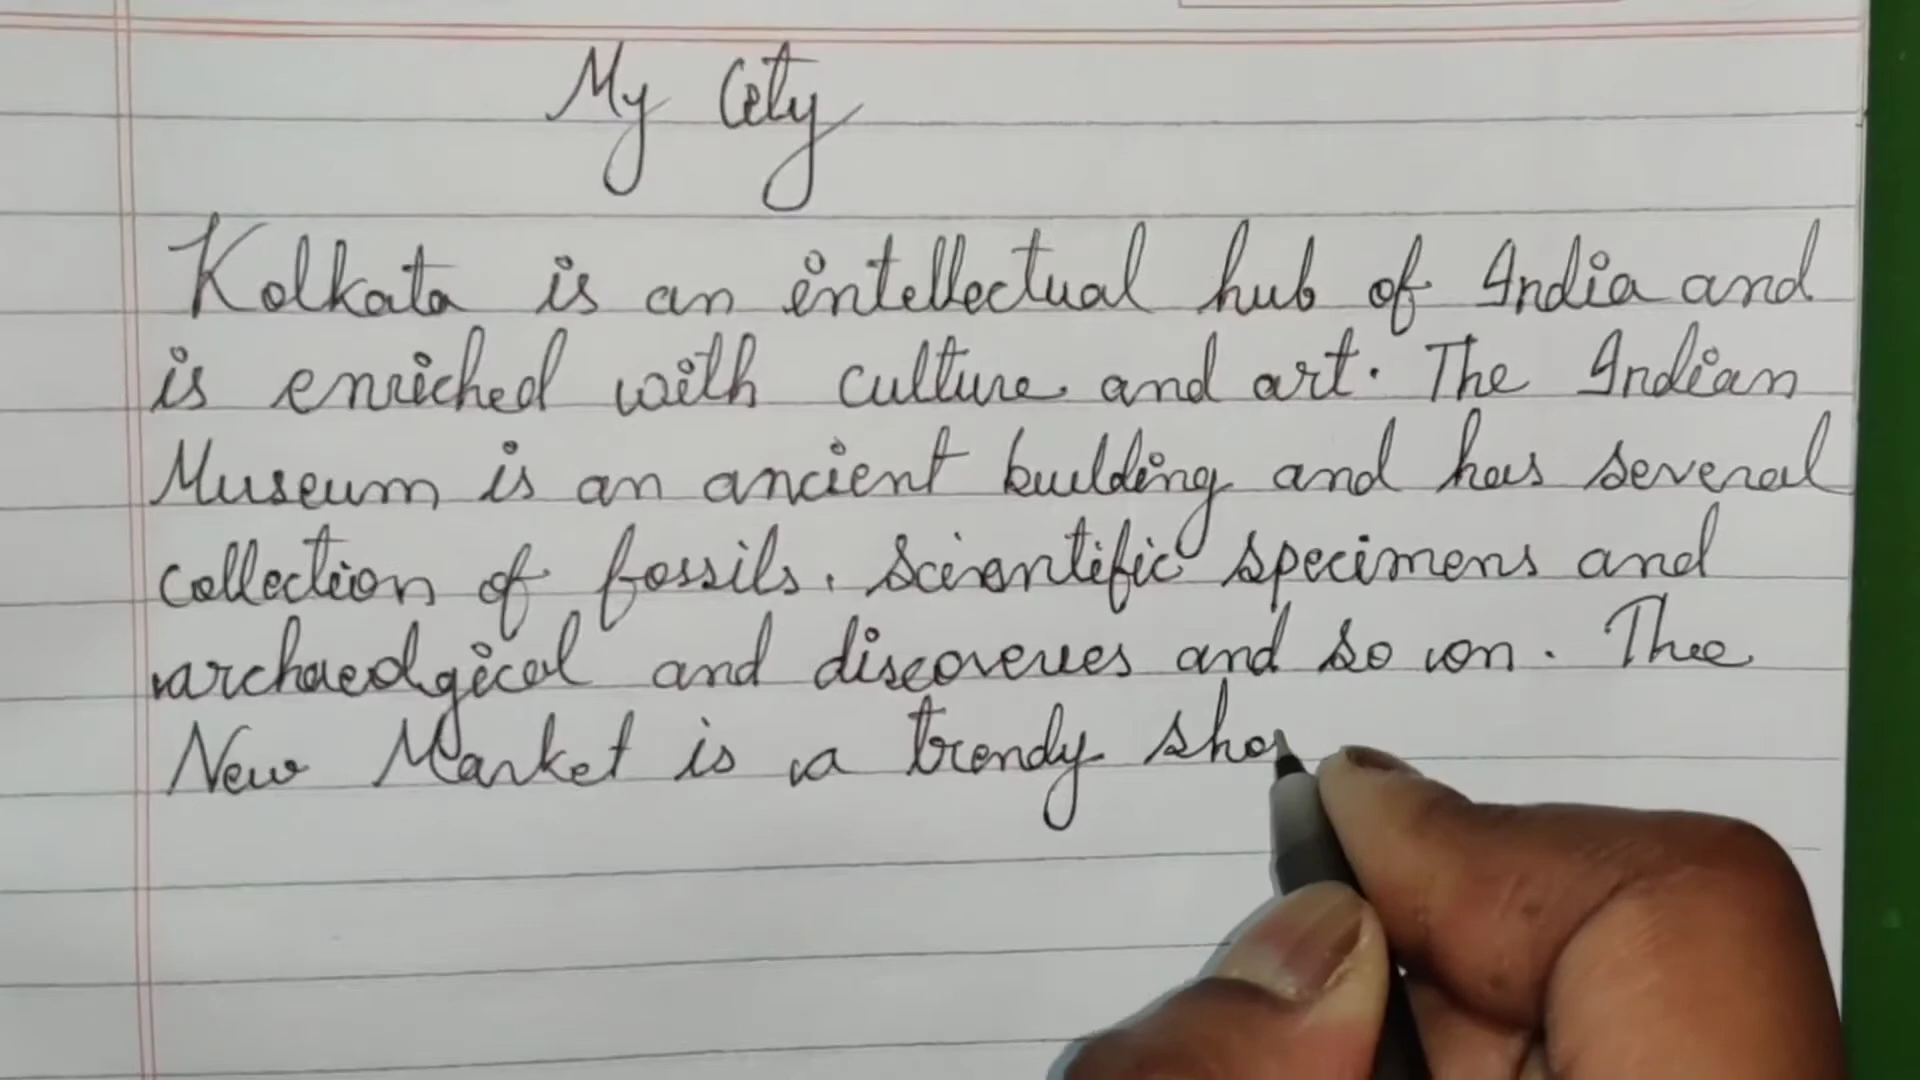 My City
Kolkata is an intellectual hub of India and
is enriched with culture and art. The Indian
Museum is an ancient building and has several
collection of fossils, scientific specimens and
archaeolgical and discoveries and so on. The
New Market is a trendy sho